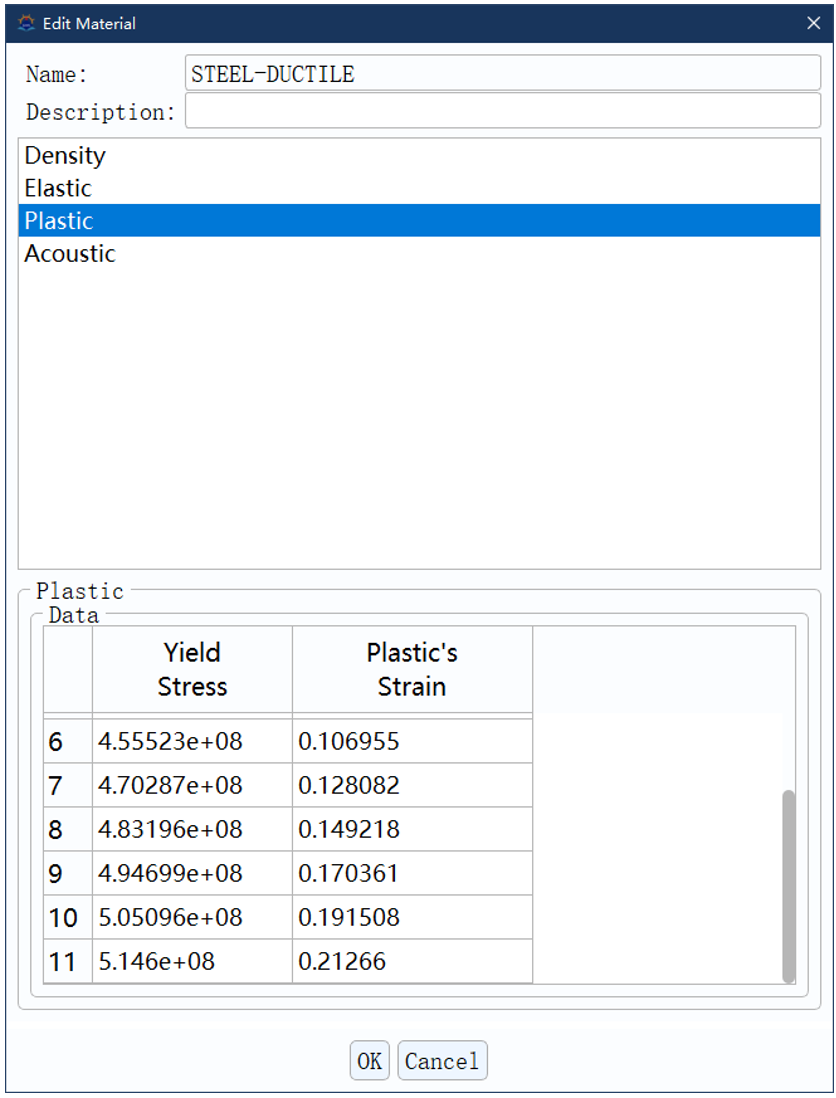 Edit Material
Name: STEEL-DUCTILE
Description:
Density
Elastic
Plastic
Acoustic
Plastic
Data
Yield Stress Plastic's Strain
6 4.55523e+08 0.106955
7 4.70287e+08 0.128082
8 4.83196e+08 0.149218
9 4.94699e+08 0.170361
10 5.05096e+08 0.191508
11 5.146e+08 0.21266
OK Cancel